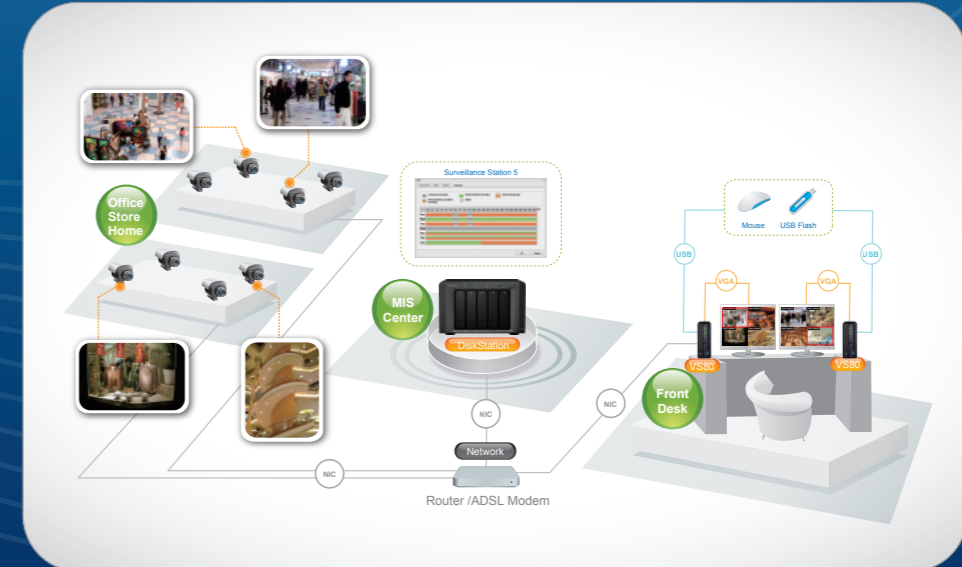 Office
Store
Home
Surveillance Station 5
MIS
Center
DiskStation
NIC
Network
NIC
Router /ADSL Modem
NIC
Mouse
USB Flash
USB
USB
VGA
VGA
VS80
VS80
Front
Desk